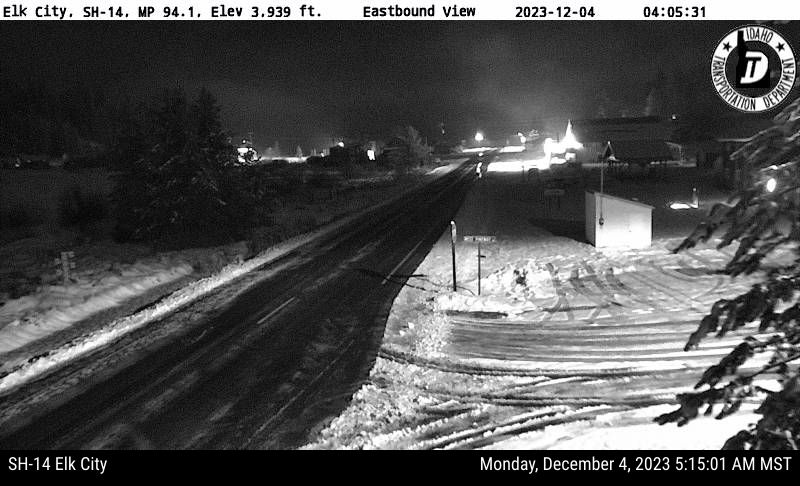 Elk City, SH-14, MP 94.1, Elev 3,939 ft. Eastbound View 2023-12-04 04:05:31
IDAHO
TRANSPORTATION DEPARTMENT
SH-14 Elk City
Monday, December 4, 2023 5:15:01 AM MST